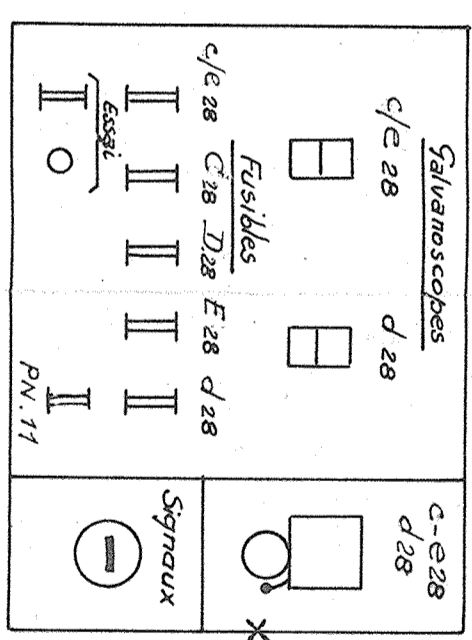 Galvanoscopes
c/e 28 d 28
Fusibles
c/e 28 C 28 D.28 E 28 d 28
Essai
PN.11
c-e 28
d 28
Signaux
X